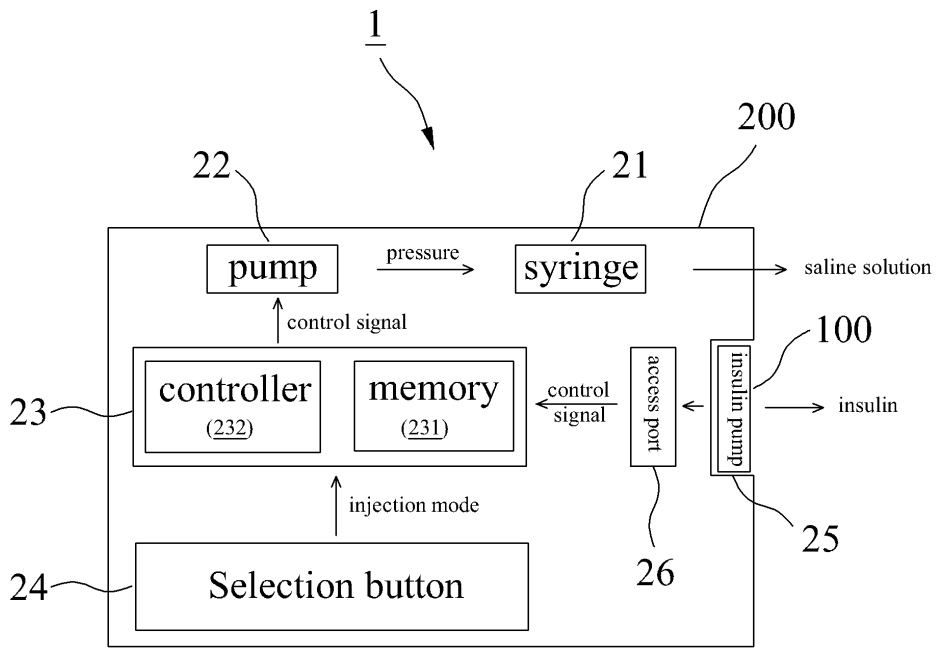 1
200
22
21
pump
pressure
syringe
saline solution
control signal
100
controller
(232)
memory
(231)
control
signal
access port
insulin pump
insulin
23
injection mode
25
26
24
Selection button